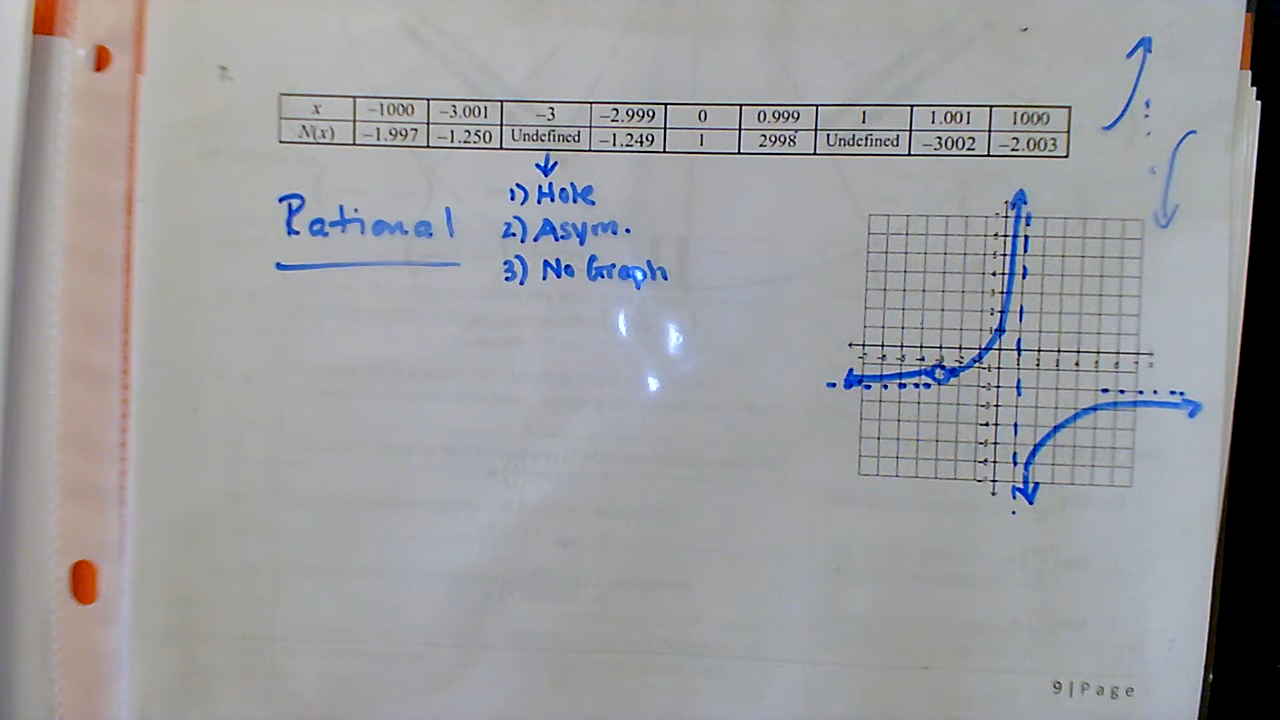 x −1000 −3.001 −3 −2.999 0 0.999 1 1.001 1000
N(x) −1.997 −1.250 Undefined −1.249 1 2998 Undefined −3002 −2.003
Rational
1) Hole
2) Asym.
3) No Graph
9 | P a g e